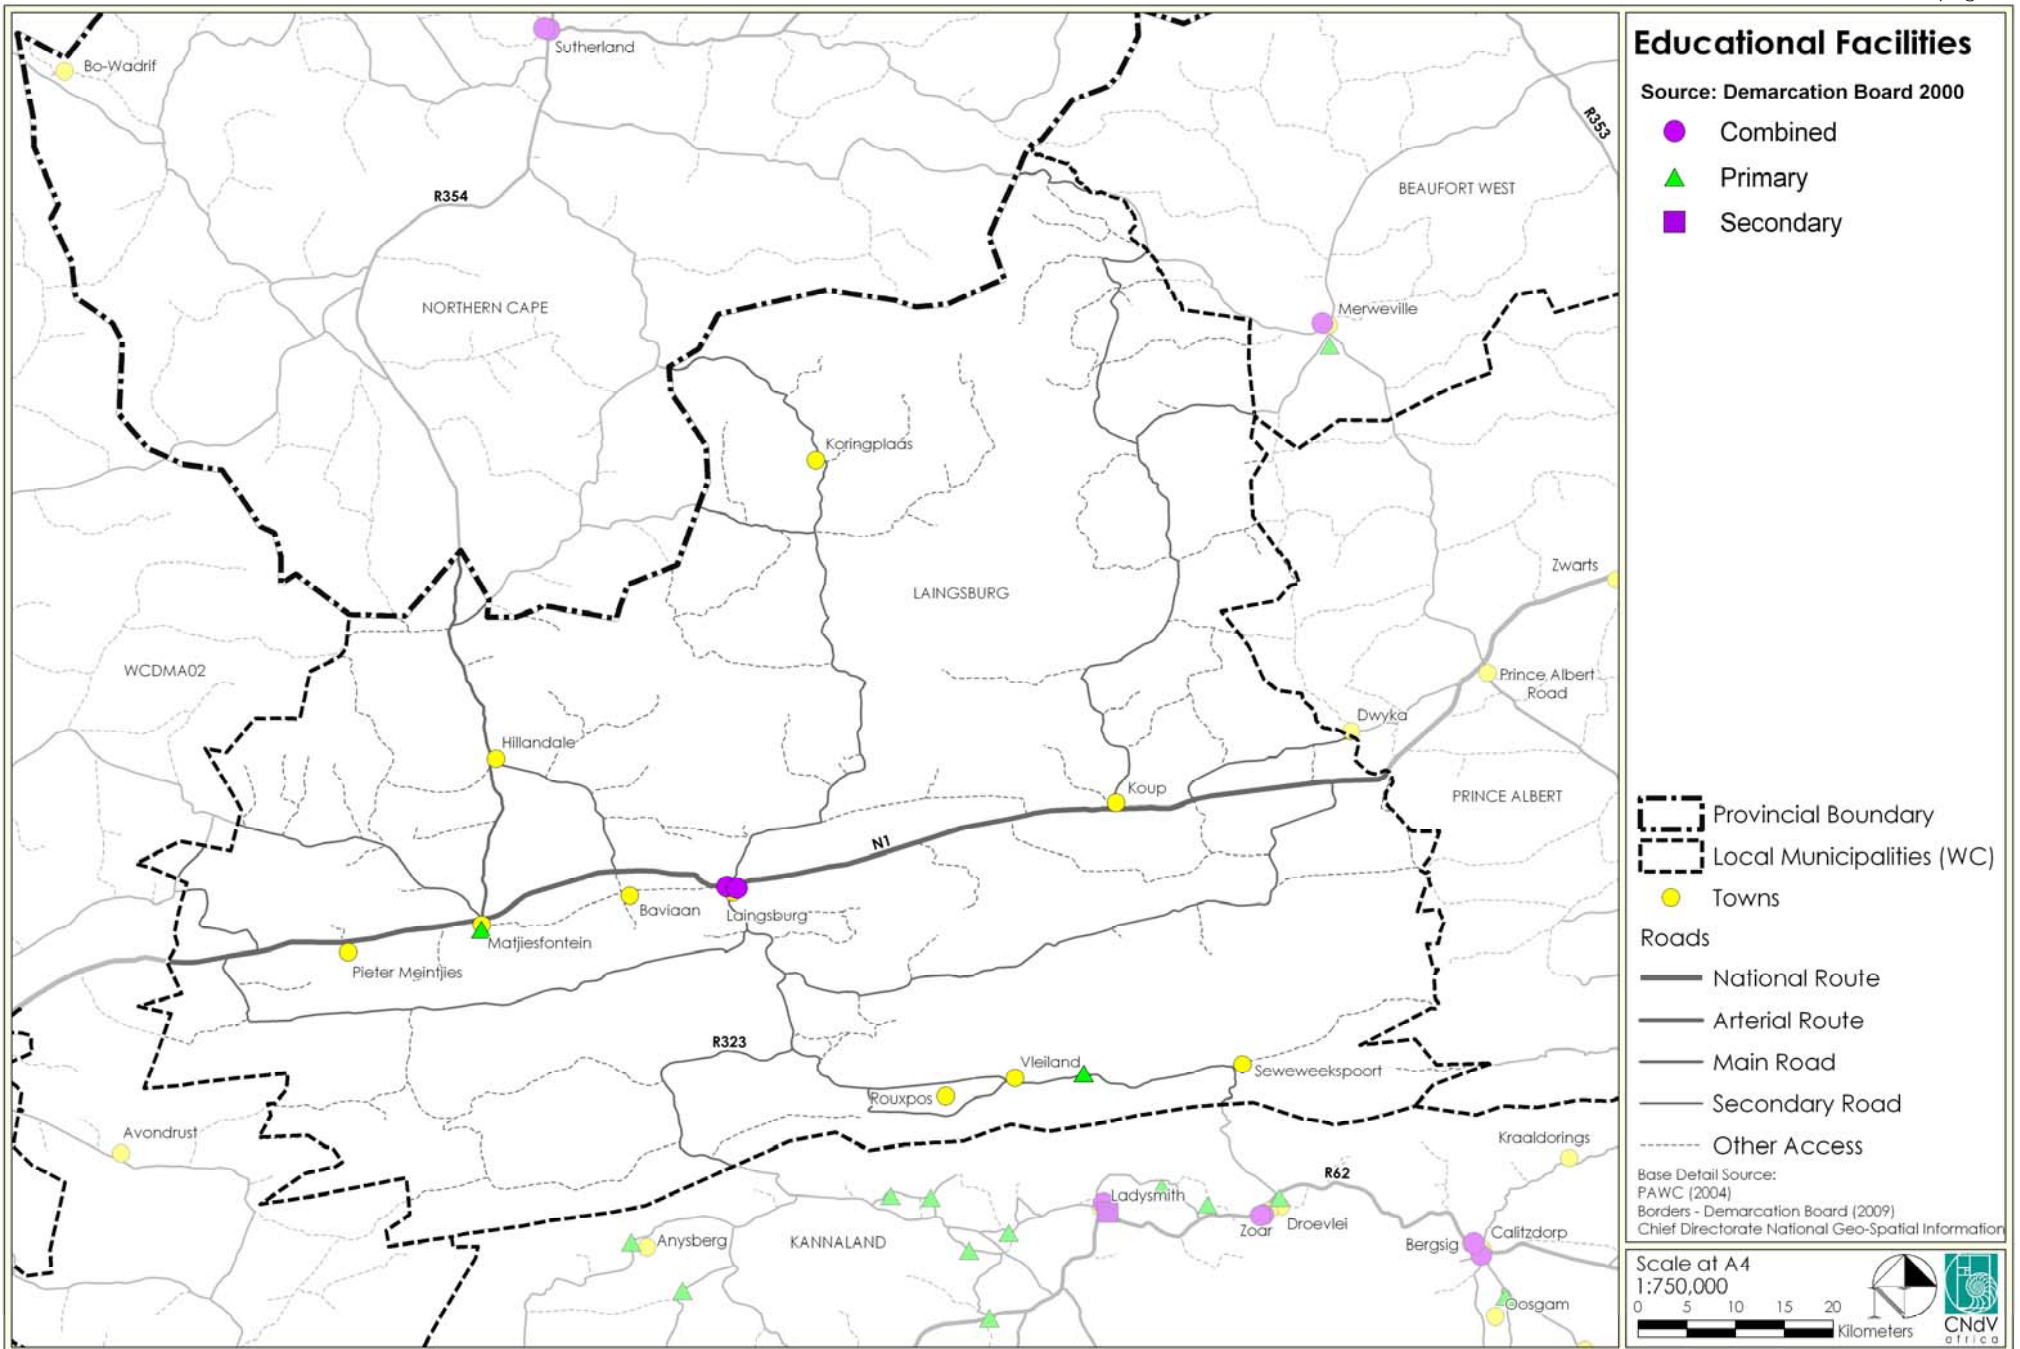 Educational Facilities
Source: Demarcation Board 2000
Combined
Primary
Secondary
Provincial Boundary
Local Municipalities (WC)
Towns
Roads
National Route
Arterial Route
Main Road
Secondary Road
Other Access
Base Detail Source:
PAWC (2004)
Borders - Demarcation Board (2009)
Chief Directorate National Geo-Spatial Information
Scale at A4
1:750,000
0 5 10 15 20
Kilometers
CNdV
africa
Sutherland
Bo-Wadrif
R353
R354
BEAUFORT WEST
NORTHERN CAPE
Merweville
Koringplaas
Zwarts
LAINGSBURG
WCDMA02
Prince Albert
Road
Dwyka
Hillandale
Koup
PRINCE ALBERT
N1
Baviaan
Laingsburg
Matjiesfontein
Pieter Meintjies
R323
Vleiland
Seweweekspoort
Rouxpos
Avondrust
Kraaldorings
R62
Ladysmith
Zoar
Droevlei
Anysberg
KANNALAND
Bergsig
Calitzdorp
Oosgam